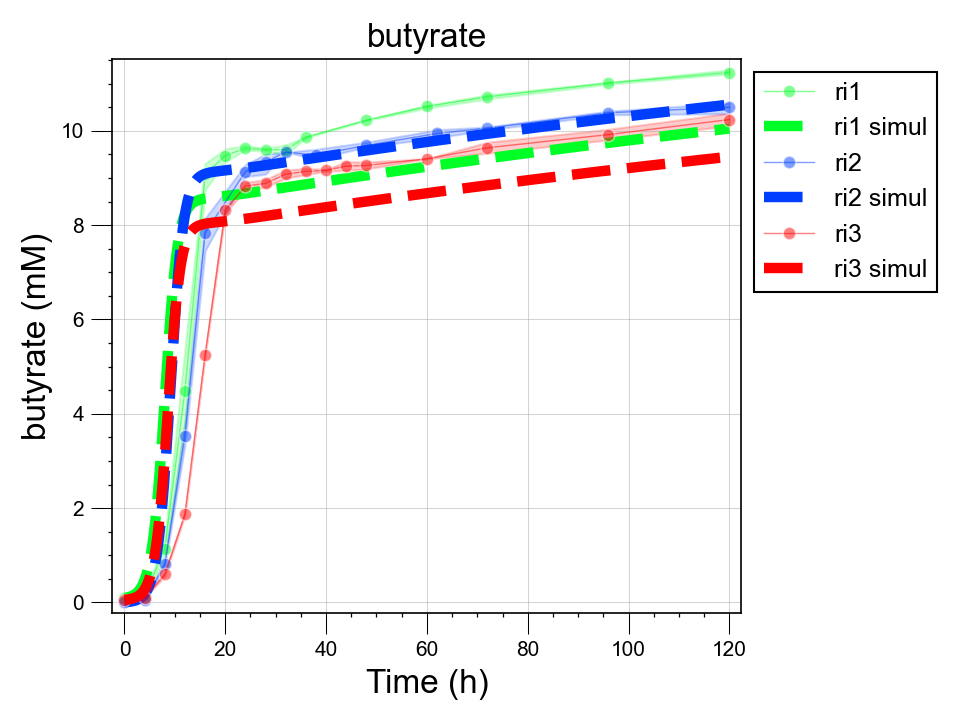 butyrate
butyrate (mM)
10
8
6
4
2
0
0 20 40 60 80 100 120
Time (h)
ri1
ri1 simul
ri2
ri2 simul
ri3
ri3 simul